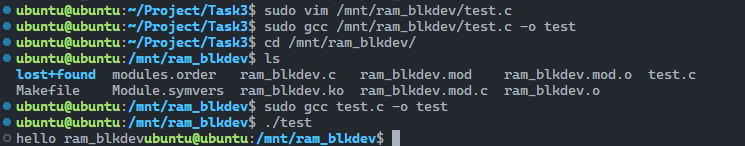 ubuntu@ubuntu:~/Project/Task3$ sudo vim /mnt/ram_blkdev/test.c
ubuntu@ubuntu:~/Project/Task3$ sudo gcc /mnt/ram_blkdev/test.c -o test
ubuntu@ubuntu:~/Project/Task3$ cd /mnt/ram_blkdev/
ubuntu@ubuntu:/mnt/ram_blkdev$ ls
lost+found modules.order ram_blkdev.c ram_blkdev.mod ram_blkdev.mod.o test.c
Makefile Module.symvers ram_blkdev.ko ram_blkdev.mod.c ram_blkdev.o
ubuntu@ubuntu:/mnt/ram_blkdev$ sudo gcc test.c -o test
ubuntu@ubuntu:/mnt/ram_blkdev$ ./test
hello ram_blkdevubuntu@ubuntu:/mnt/ram_blkdev$